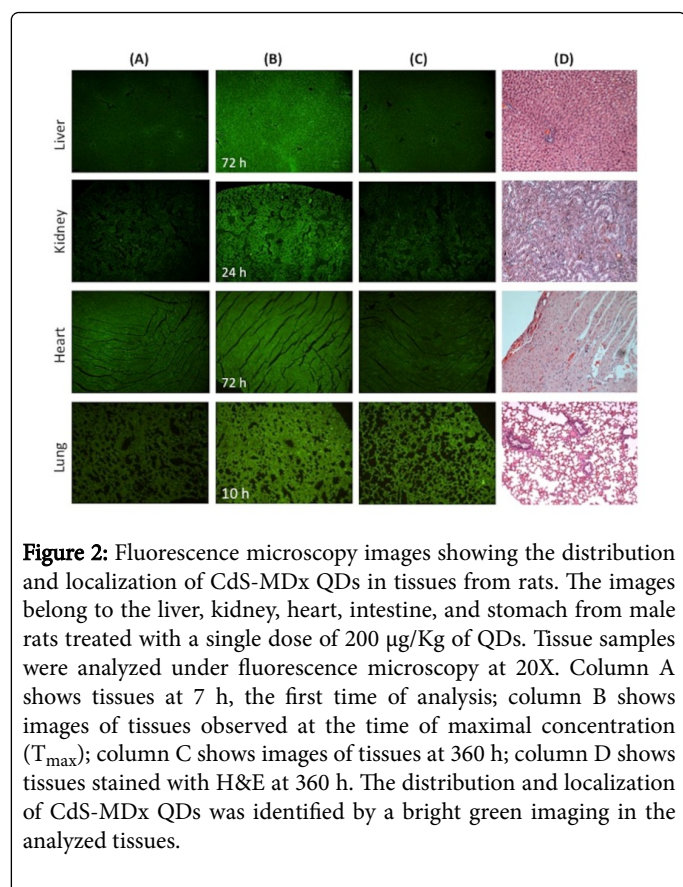 (A) (B) (C) (D)
Liver
72 h
Kidney
24 h
Heart
72 h
Lung
10 h
Figure 2: Fluorescence microscopy images showing the distribution
and localization of CdS-MDx QDs in tissues from rats. The images
belong to the liver, kidney, heart, intestine, and stomach from male
rats treated with a single dose of 200 μg/Kg of QDs. Tissue samples
were analyzed under fluorescence microscopy at 20X. Column A
shows tissues at 7 h, the first time of analysis; column B shows
images of tissues observed at the time of maximal concentration
(Tmax); column C shows images of tissues at 360 h; column D shows
tissues stained with H&E at 360 h. The distribution and localization
of CdS-MDx QDs was identified by a bright green imaging in the
analyzed tissues.